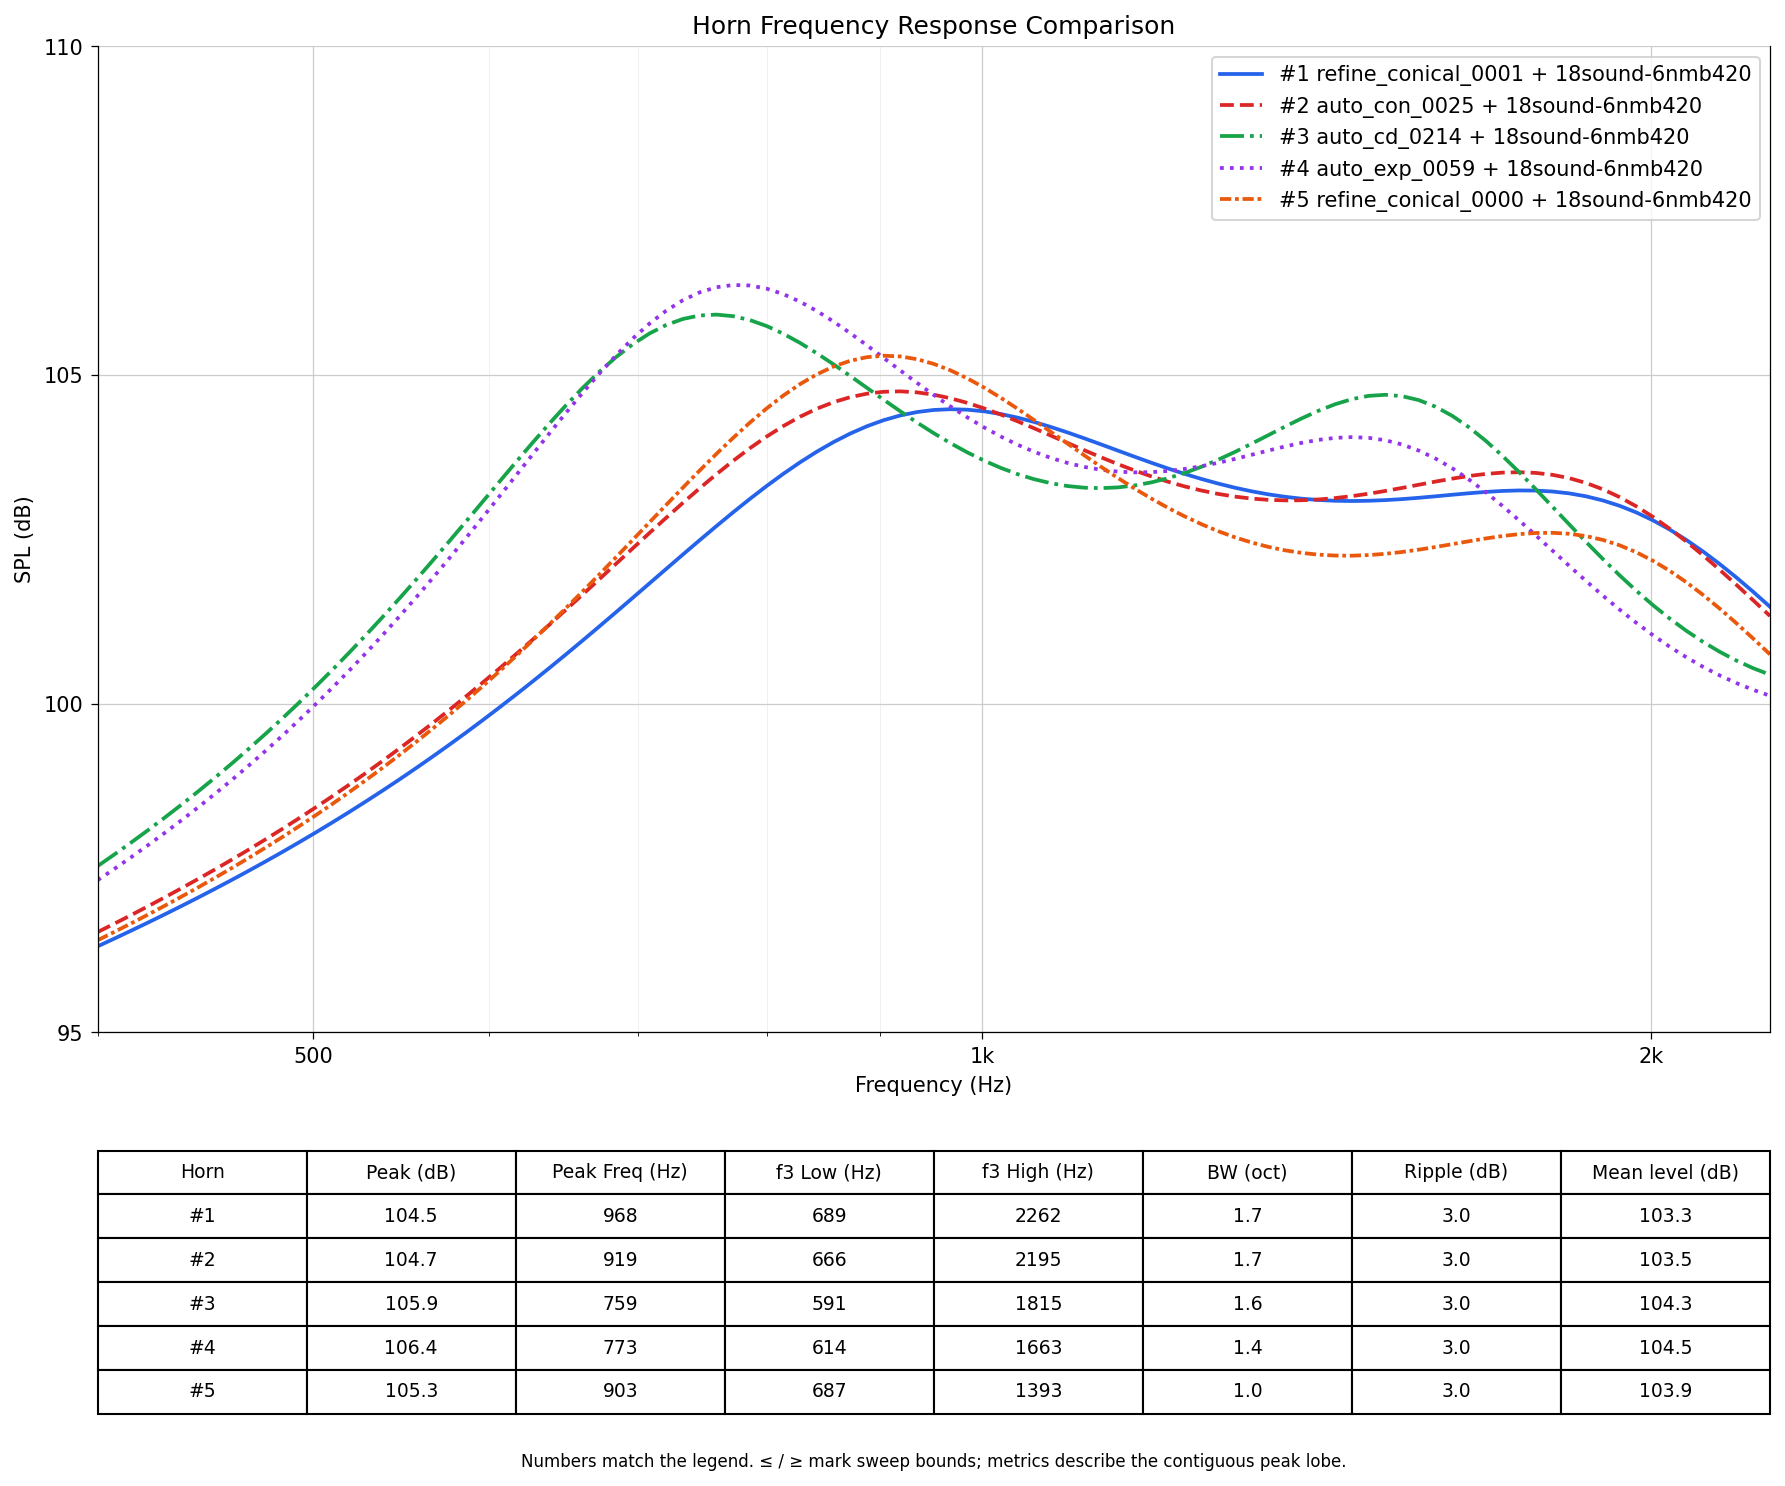 Horn Frequency Response Comparison
110
105
100
95
SPL (dB)
#1 refine_conical_0001 + 18sound-6nmb420
#2 auto_con_0025 + 18sound-6nmb420
#3 auto_cd_0214 + 18sound-6nmb420
#4 auto_exp_0059 + 18sound-6nmb420
#5 refine_conical_0000 + 18sound-6nmb420
500 1k 2k
Frequency (Hz)
Horn Peak (dB) Peak Freq (Hz) f3 Low (Hz) f3 High (Hz) BW (oct) Ripple (dB) Mean level (dB)
#1 104.5 968 689 2262 1.7 3.0 103.3
#2 104.7 919 666 2195 1.7 3.0 103.5
#3 105.9 759 591 1815 1.6 3.0 104.3
#4 106.4 773 614 1663 1.4 3.0 104.5
#5 105.3 903 687 1393 1.0 3.0 103.9
Numbers match the legend. ≤ / ≥ mark sweep bounds; metrics describe the contiguous peak lobe.